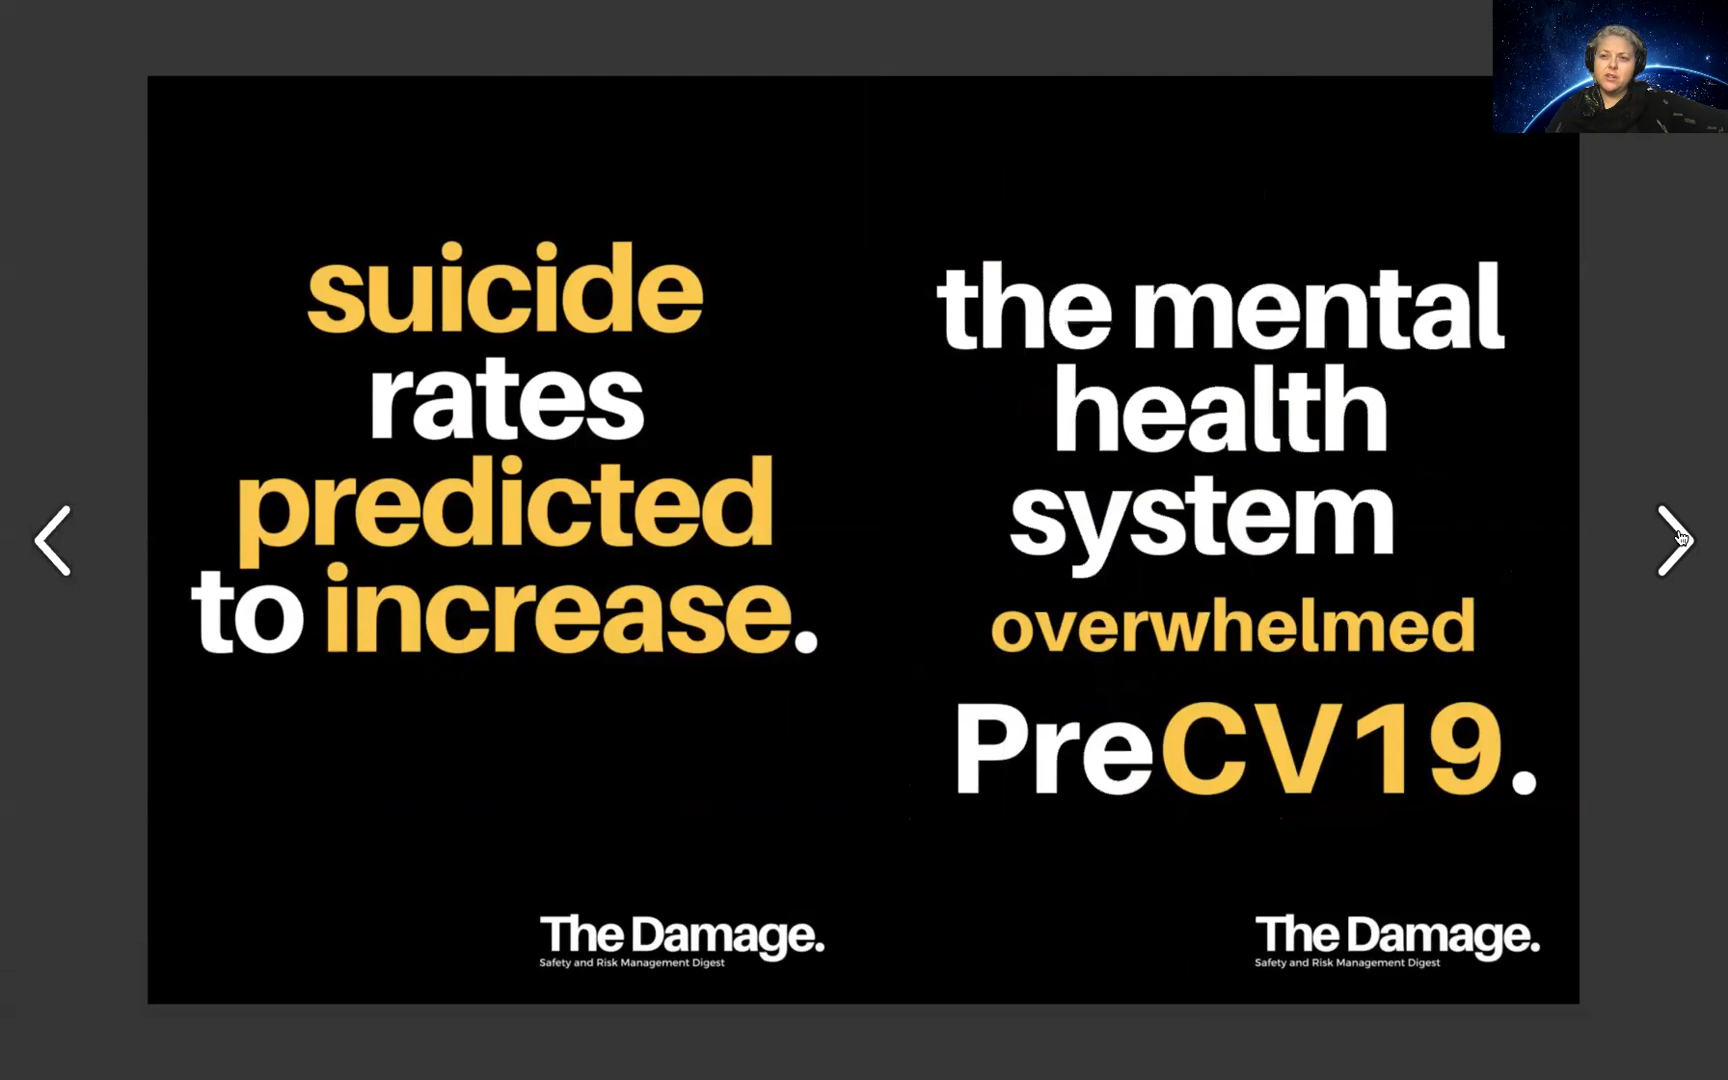 suicide
rates
predicted
to increase.
The Damage.
Safety and Risk Management Digest
the mental
health
system
overwhelmed
PreCV19.
The Damage.
Safety and Risk Management Digest